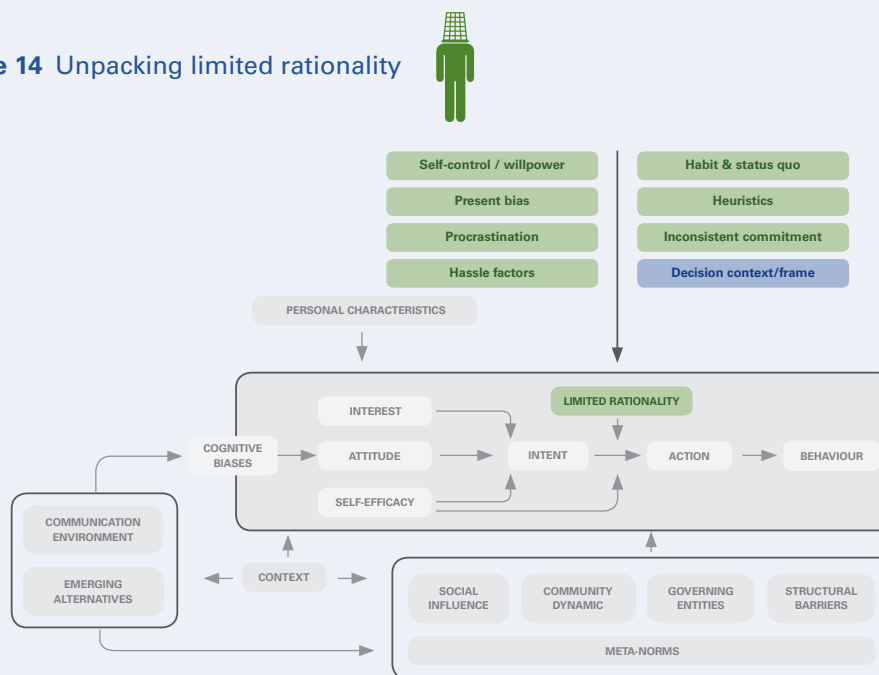 e 14 Unpacking limited rationality
Self-control / willpower
Present bias
Procrastination
Hassle factors
Habit & status quo
Heuristics
Inconsistent commitment
Decision context/frame
PERSONAL CHARACTERISTICS
LIMITED RATIONALITY
INTEREST
COGNITIVE
BIASES
ATTITUDE
INTENT
ACTION
BEHAVIOUR
SELF-EFFICACY
COMMUNICATION
ENVIRONMENT
EMERGING
ALTERNATIVES
CONTEXT
SOCIAL
INFLUENCE
COMMUNITY
DYNAMIC
GOVERNING
ENTITIES
STRUCTURAL
BARRIERS
META-NORMS